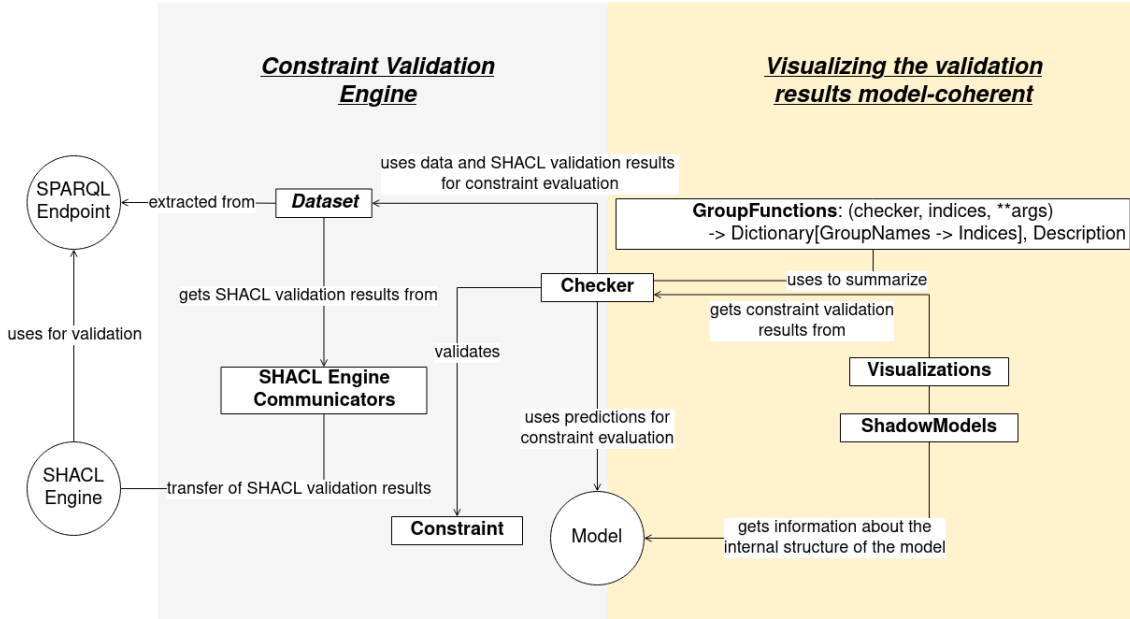 Constraint Validation
Engine
Visualizing the validation
results model-coherent
uses data and SHACL validation results
for constraint evaluation
SPARQL
Endpoint
extracted from
Dataset
GroupFunctions: (checker, indices, **args)
-> Dictionary[GroupNames -> Indices], Description
Checker
uses to summarize
gets SHACL validation results from
gets constraint validation
results from
uses for validation
validates
Visualizations
SHACL Engine
Communicators
uses predictions for
constraint evaluation
ShadowModels
SHACL
Engine
transfer of SHACL validation results
Constraint
Model
gets information about the
internal structure of the model